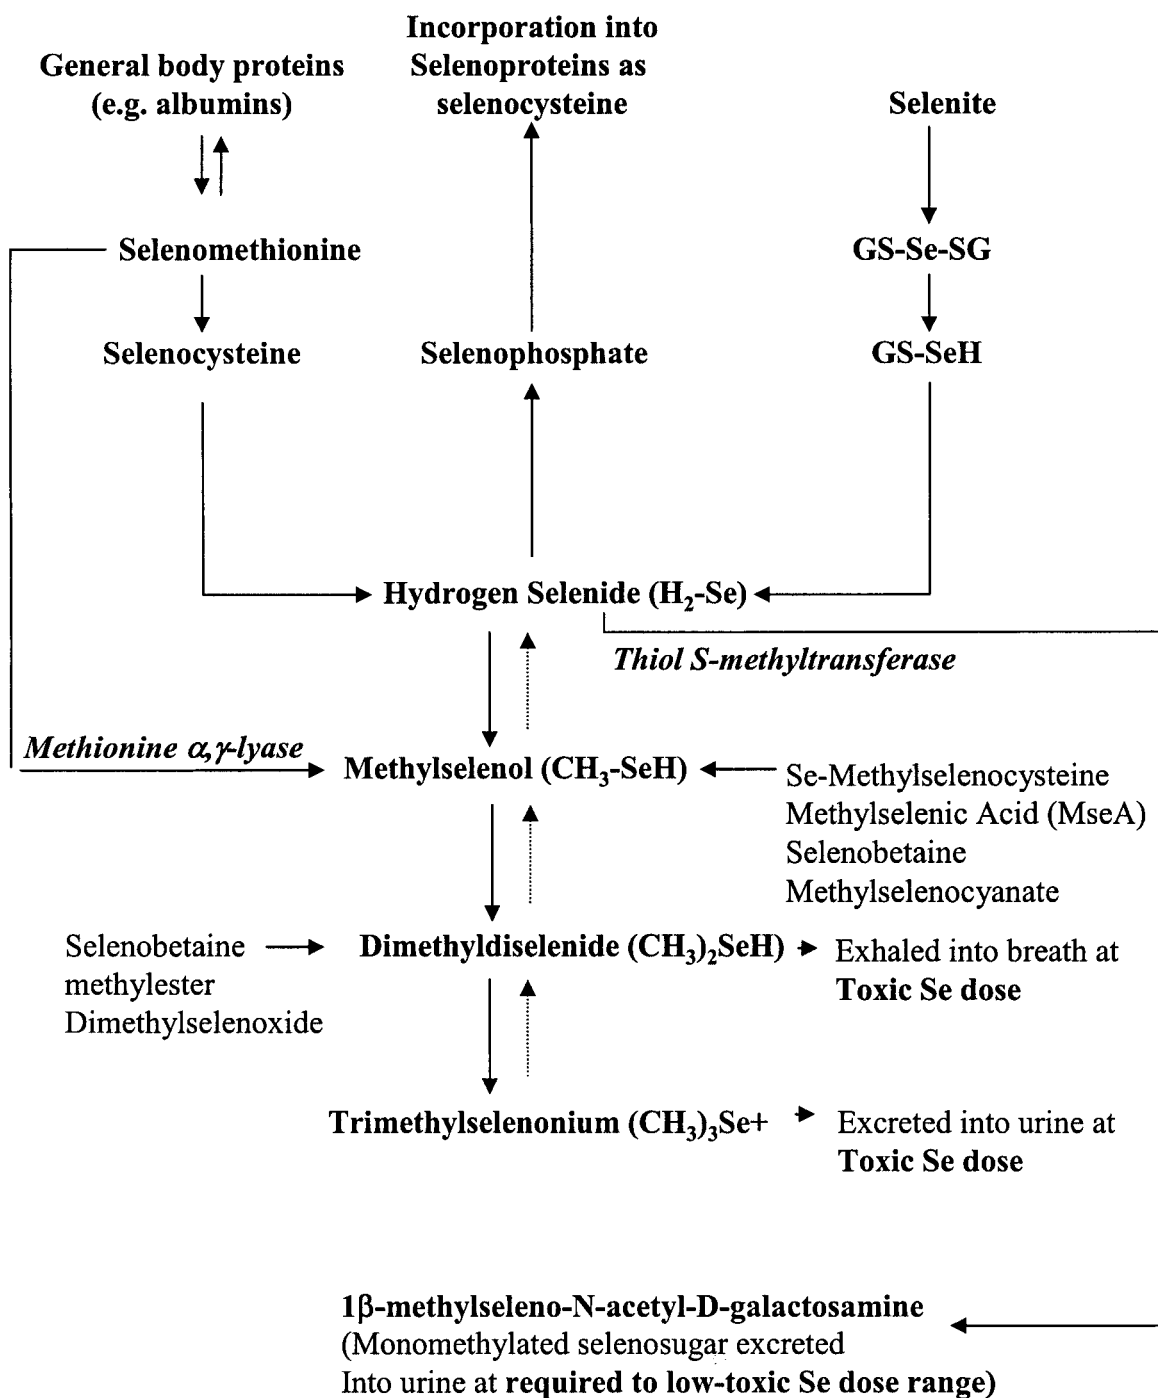 General body proteins
(e.g. albumins)
Incorporation into
Selenoproteins as
selenocysteine
Selenite
Selenomethionine
GS-Se-SG
Selenocysteine
Selenophosphate
GS-SeH
Hydrogen Selenide (H₂-Se)
Thiol S-methyltransferase
Methionine α,γ-lyase
Methylselenol (CH₃-SeH)
Se-Methylselenocysteine
Methylselenic Acid (MseA)
Selenobetaine
Methylselenocyanate
Selenobetaine
methylester
Dimethylselenoxide
Dimethyldiselenide (CH₃)₂SeH)
Exhaled into breath at
Toxic Se dose
Trimethylselenonium (CH₃)₃Se+
Excreted into urine at
Toxic Se dose
1β-methylseleno-N-acetyl-D-galactosamine
(Monomethylated selenosugar excreted
Into urine at required to low-toxic Se dose range)